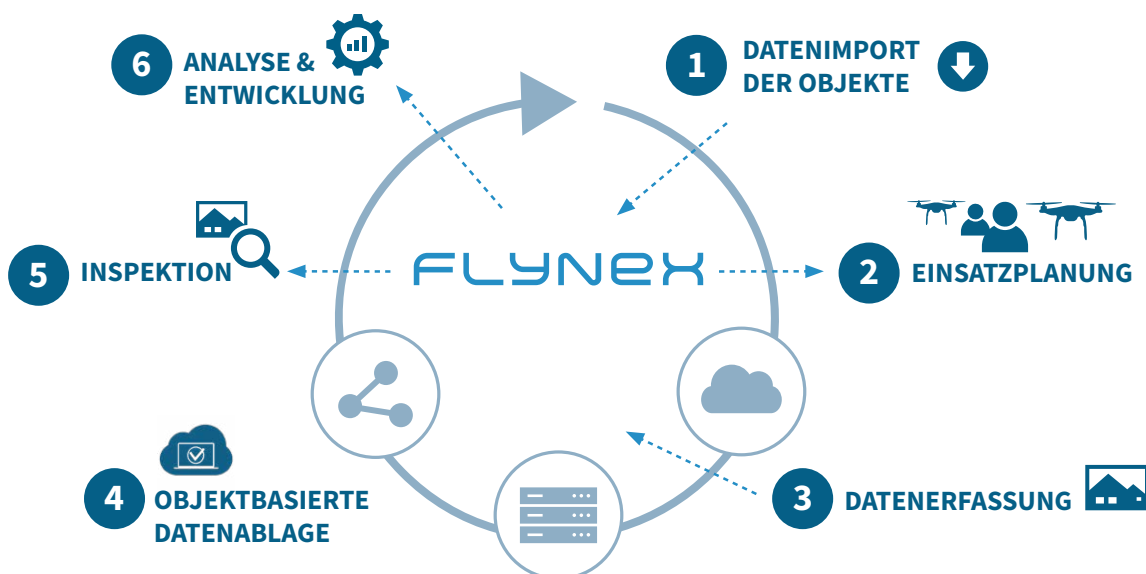 1
DATENIMPORT
DER OBJEKTE
2
EINSATZPLANUNG
3
DATENERFASSUNG
4
OBJEKTBASIERTE
DATENABLAGE
5
INSPEKTION
6
ANALYSE &
ENTWICKLUNG
FLYNEX